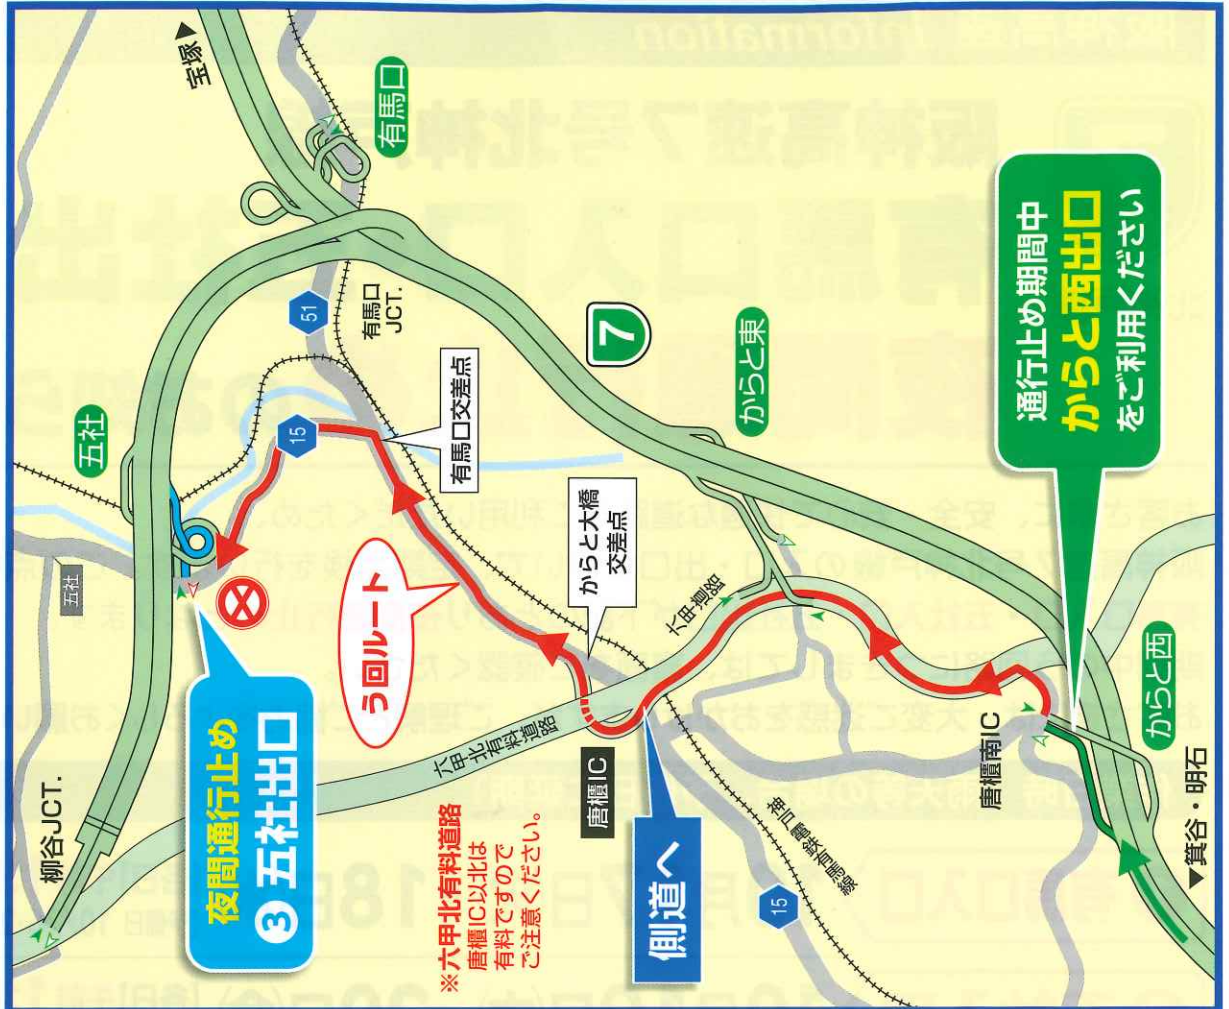 宝塚▶
有馬口
有馬口
JCT.
51
7
五社
15
有馬口交差点
からと東
通行止め期間中
からと西出口
をご利用ください
五社
う回ルート
からと大橋
交差点
六甲道路
からと西
柳谷JCT.
夜間通行止め
③五社出口
六甲北有料道路
唐櫃IC
唐櫃南IC
▼箕谷・明石
※六甲北有料道路
唐櫃IC以北は
有料ですので
ご注意ください。
側道へ
神戸電鉄有馬線
15